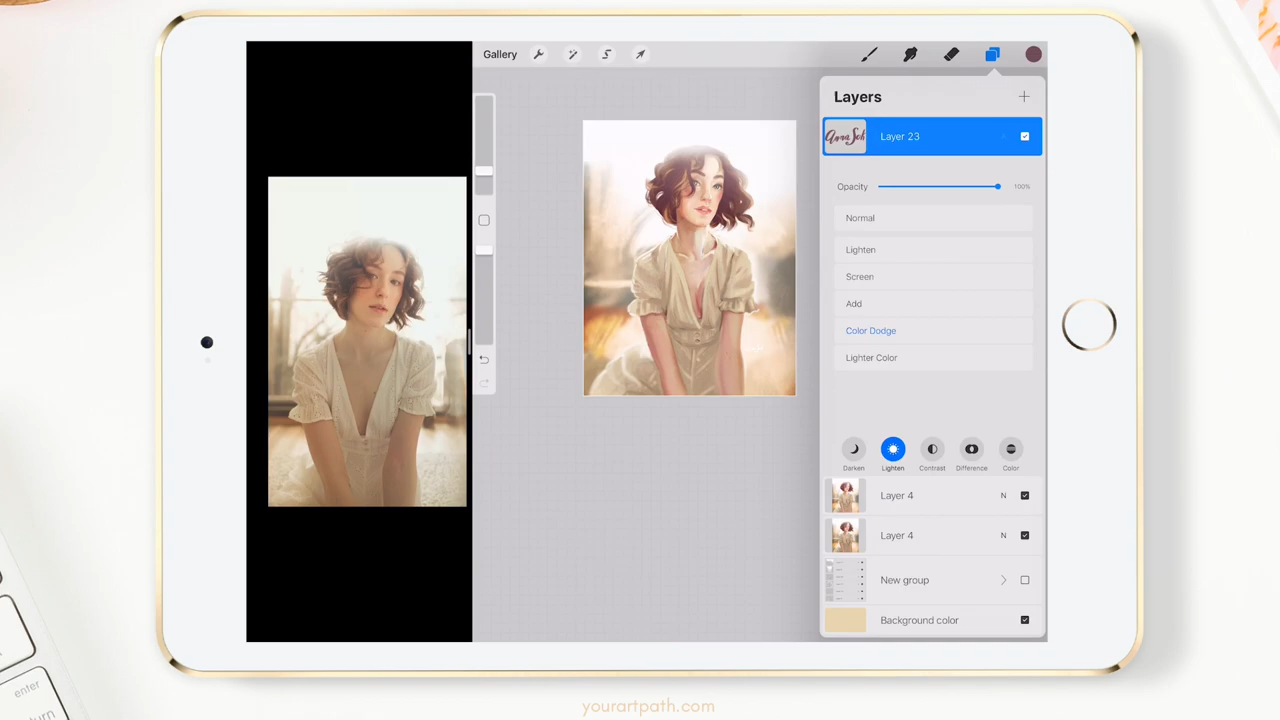 Gallery
Layers
Layer 23
Opacity
100%
Normal
Lighten
Screen
Add
Color Dodge
Lighter Color
Darken
Lighten
Contrast
Difference
Color
Layer 4
N
Layer 4
N
New group
Background color
enter
yourartpath.com